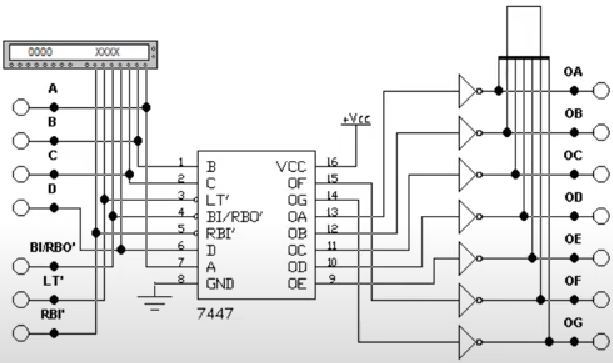 0000 XXXX
A
B
C
D
BI/RBO'
LT'
RBI'
1 B
2 C
3 LT'
4 BI/RBO'
5 RBI'
6 D
7 A
8 GND
7447
+Vcc
VCC 16
OF 15
OG 14
OA 13
OB 12
OC 11
OD 10
OE 9
OA
OB
OC
OD
OE
OF
OG